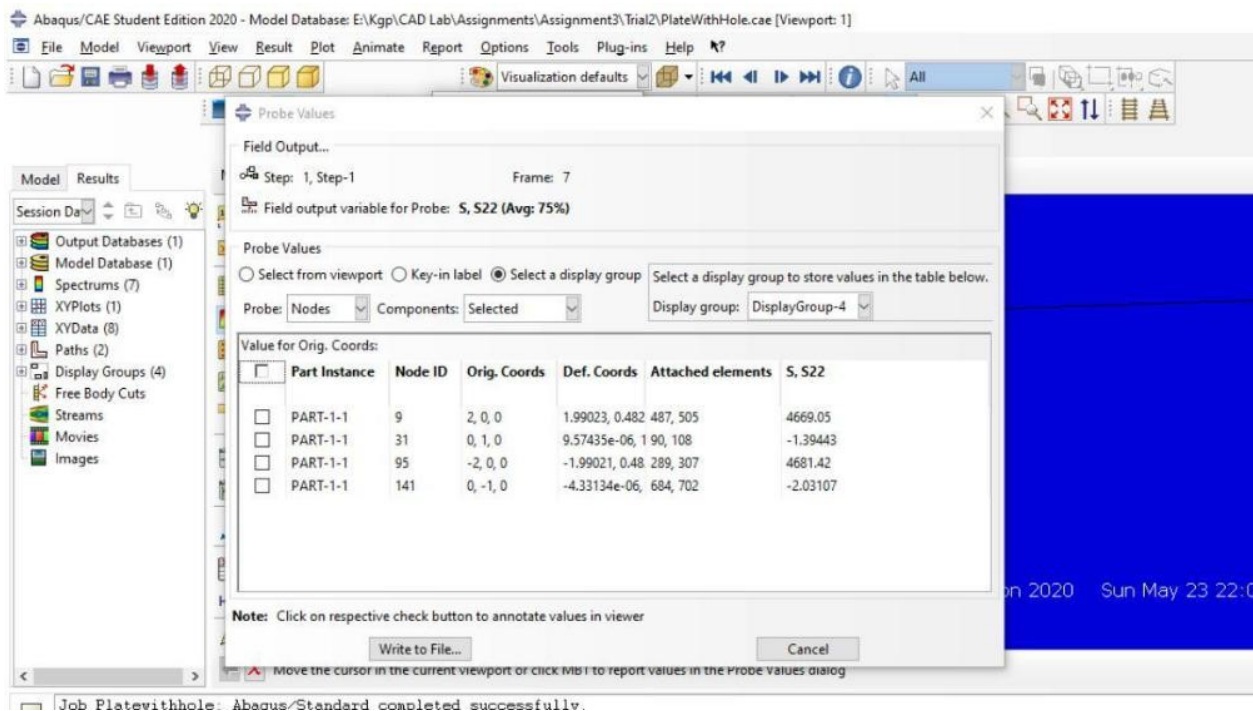 Abaqus/CAE Student Edition 2020 - Model Database: E:\Kgp\CAD Lab\Assignments\Assignment3\Trial2\PlateWithHole.cae [Viewport: 1]
File Model Viewport View Result Plot Animate Report Options Tools Plug-ins Help
Visualization defaults All
Probe Values
Field Output...
Step: 1, Step-1 Frame: 7
Field output variable for Probe: S, S22 (Avg: 75%)
Probe Values
Select from viewport Key-in label Select a display group Select a display group to store values in the table below.
Probe: Nodes Components: Selected Display group: DisplayGroup-4
Value for Orig. Coords:
Part Instance Node ID Orig. Coords Def. Coords Attached elements S, S22
PART-1-1 9 2, 0, 0 1.99023, 0.482 487, 505 4669.05
PART-1-1 31 0, 1, 0 9.57435e-06, 1 90, 108 -1.39443
PART-1-1 95 -2, 0, 0 -1.99021, 0.48 289, 307 4681.42
PART-1-1 141 0, -1, 0 -4.33134e-06, 684, 702 -2.03107
Note: Click on respective check button to annotate values in viewer
Write to File... Cancel
Model Results
Session Da
Output Databases (1)
Model Database (1)
Spectrums (7)
XYPlots (1)
XYData (8)
Paths (2)
Display Groups (4)
Free Body Cuts
Streams
Movies
Images
on 2020 Sun May 23 22:0
Move the cursor in the current viewport or click MB1 to report values in the Probe Values dialog
Job Platewithhole: Abaqus/Standard completed successfully.